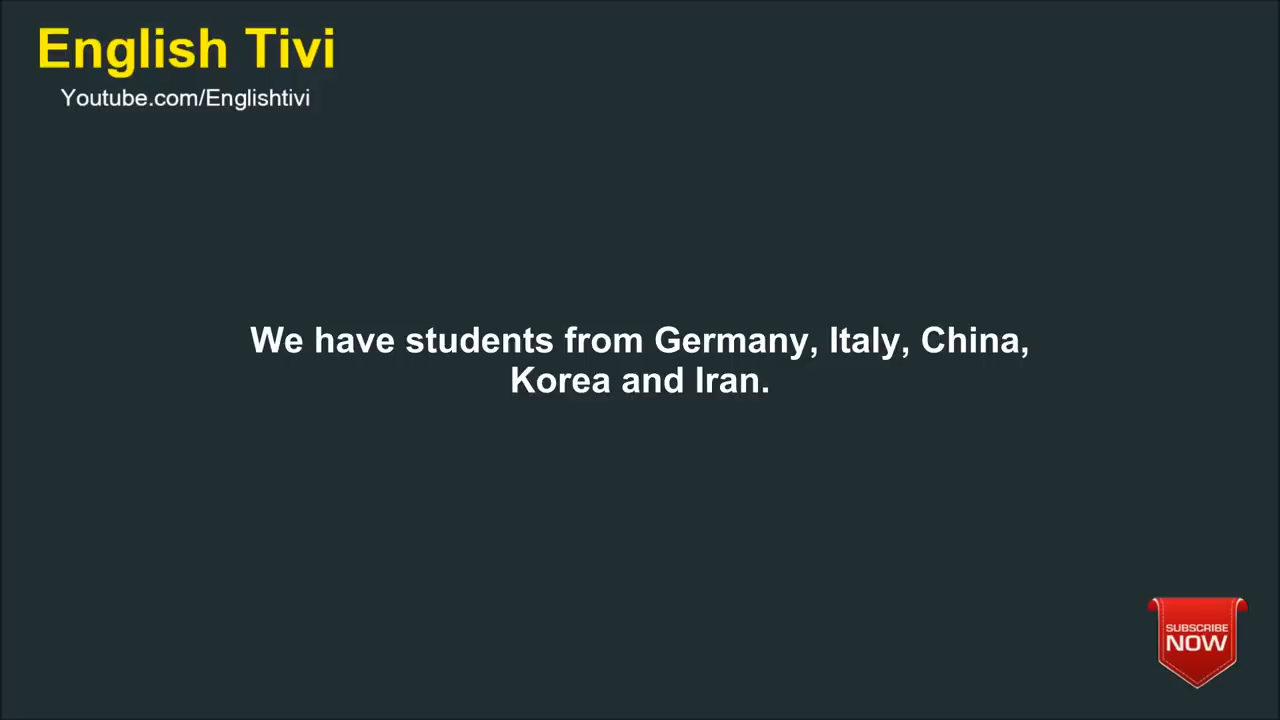 English Tivi
Youtube.com/Englishtivi
We have students from Germany, Italy, China,
Korea and Iran.
SUBSCRIBE
NOW